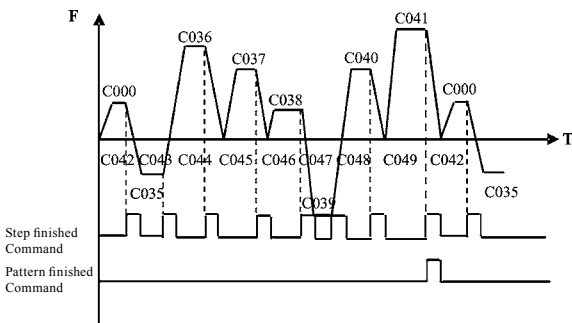 F
C041
C036
C037
C040
C000
C038
C000
T
C042 C043 C044 C045 C046 C047 C048 C049 C042
C035
C035
C039
Step finished
Command
Pattern finished
Command